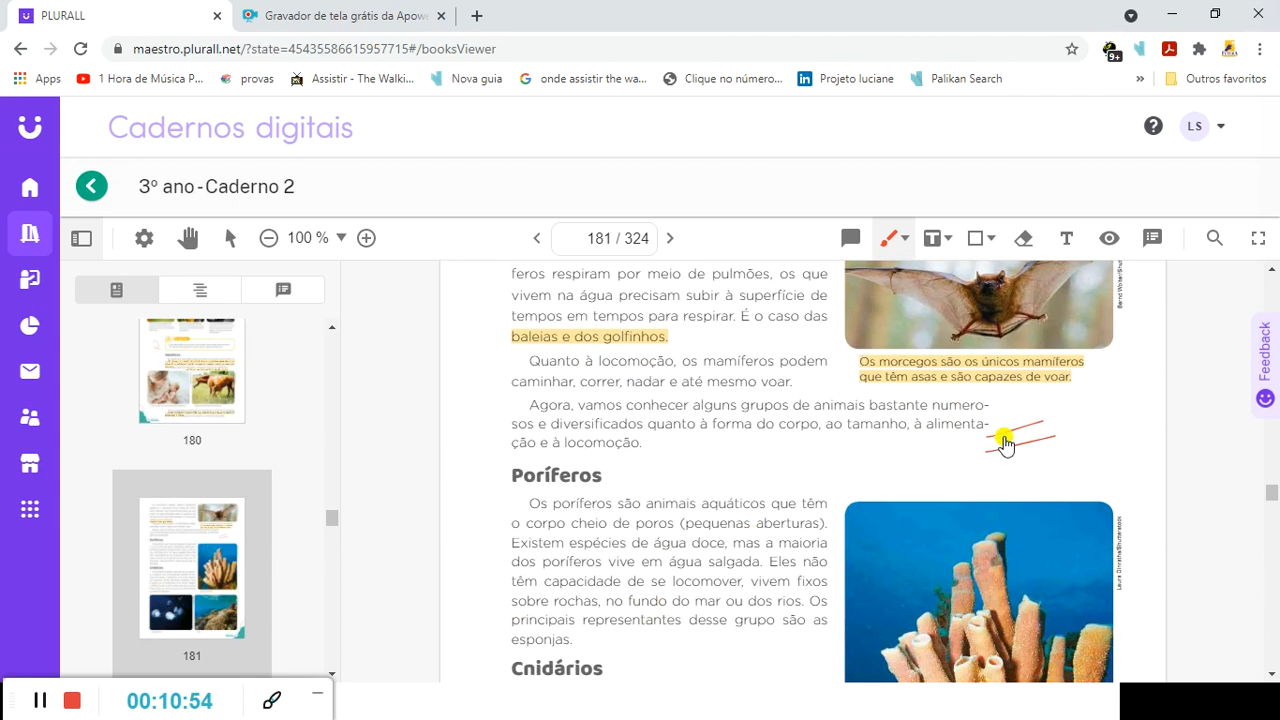 PLURALL
Gravador de tela grátis da Apowe
maestro.plurall.net/?state=45435586615957715#/booksViewer
9+
Apps
1 Hora de Música P...
provas
Assistir - The Walki...
Nova guia
onde assistir the wa...
Clique no número...
Projeto luciane
Palikan Search
»
Outros favoritos
Cadernos digitais
LS
3º ano - Caderno 2
100 %
181 / 324
feros respiram por meio de pulmões, os que
vivem na água precisam subir à superfície de
tempos em tempos para respirar. É o caso das
baleias e dos golfinhos.
Quanto à locomoção, os mamíferos podem
caminhar, correr, nadar e até mesmo voar.
Os morcegos são os únicos mamíferos
que têm asas e são capazes de voar.
Agora, vamos conhecer alguns grupos de animais bastante numero-
sos e diversificados quanto à forma do corpo, ao tamanho, à alimenta-
ção e à locomoção.
Poríferos
Os poríferos são animais aquáticos que têm
o corpo cheio de poros (pequenas aberturas).
Existem espécies de água doce, mas a maioria
dos poríferos vive em água salgada. Eles não
têm capacidade de se locomover, vivem fixos
sobre rochas, no fundo do mar ou dos rios. Os
principais representantes desse grupo são as
esponjas.
Cnidários
180
181
Feedback
00:10:54